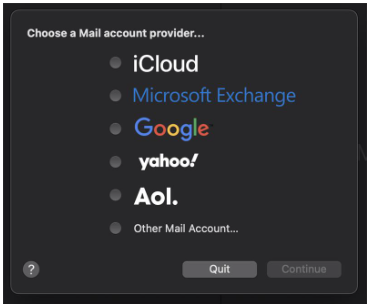 Choose a Mail account provider...
iCloud
Microsoft Exchange
Google
yahoo!
Aol.
Other Mail Account...
?
Quit
Continue